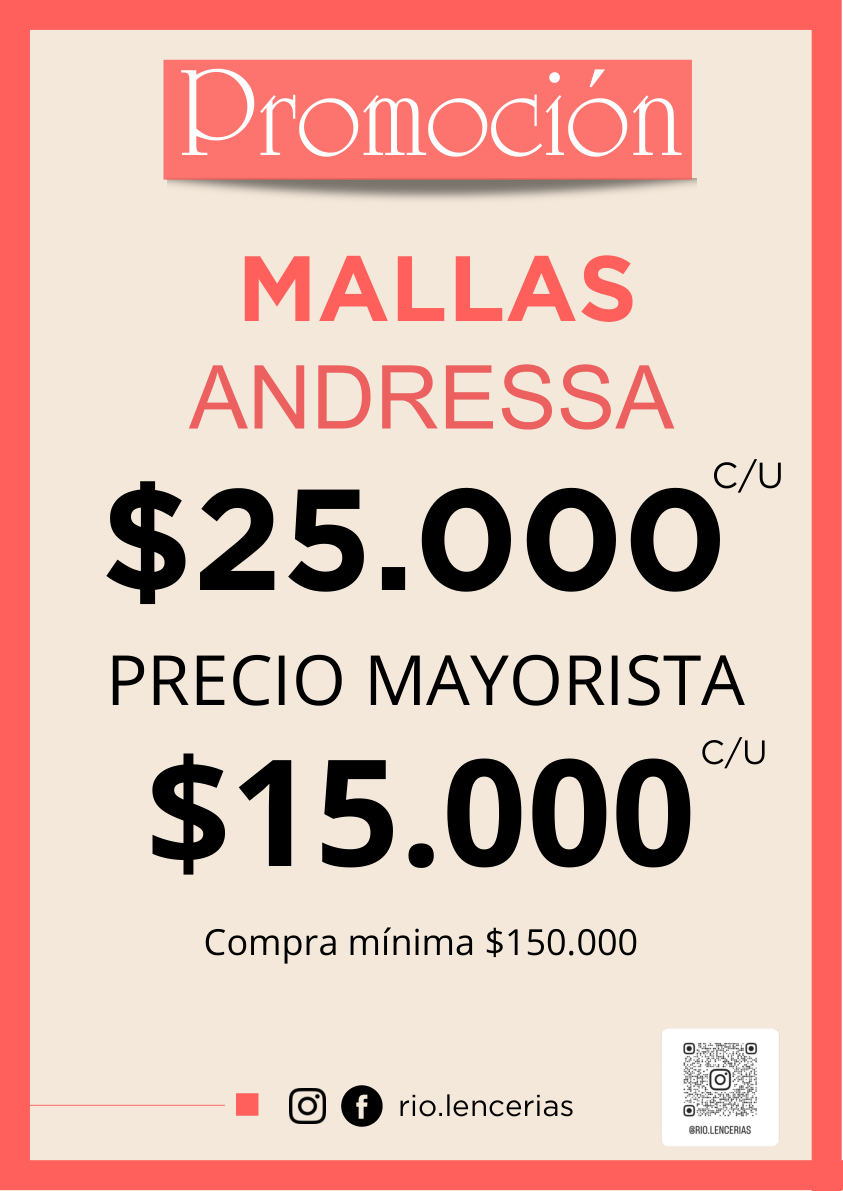 Promoción
MALLAS
ANDRESSA
$25.000 C/U
PRECIO MAYORISTA
$15.000 C/U
Compra mínima $150.000
rio.lencerias
@RIO.LENCERIAS